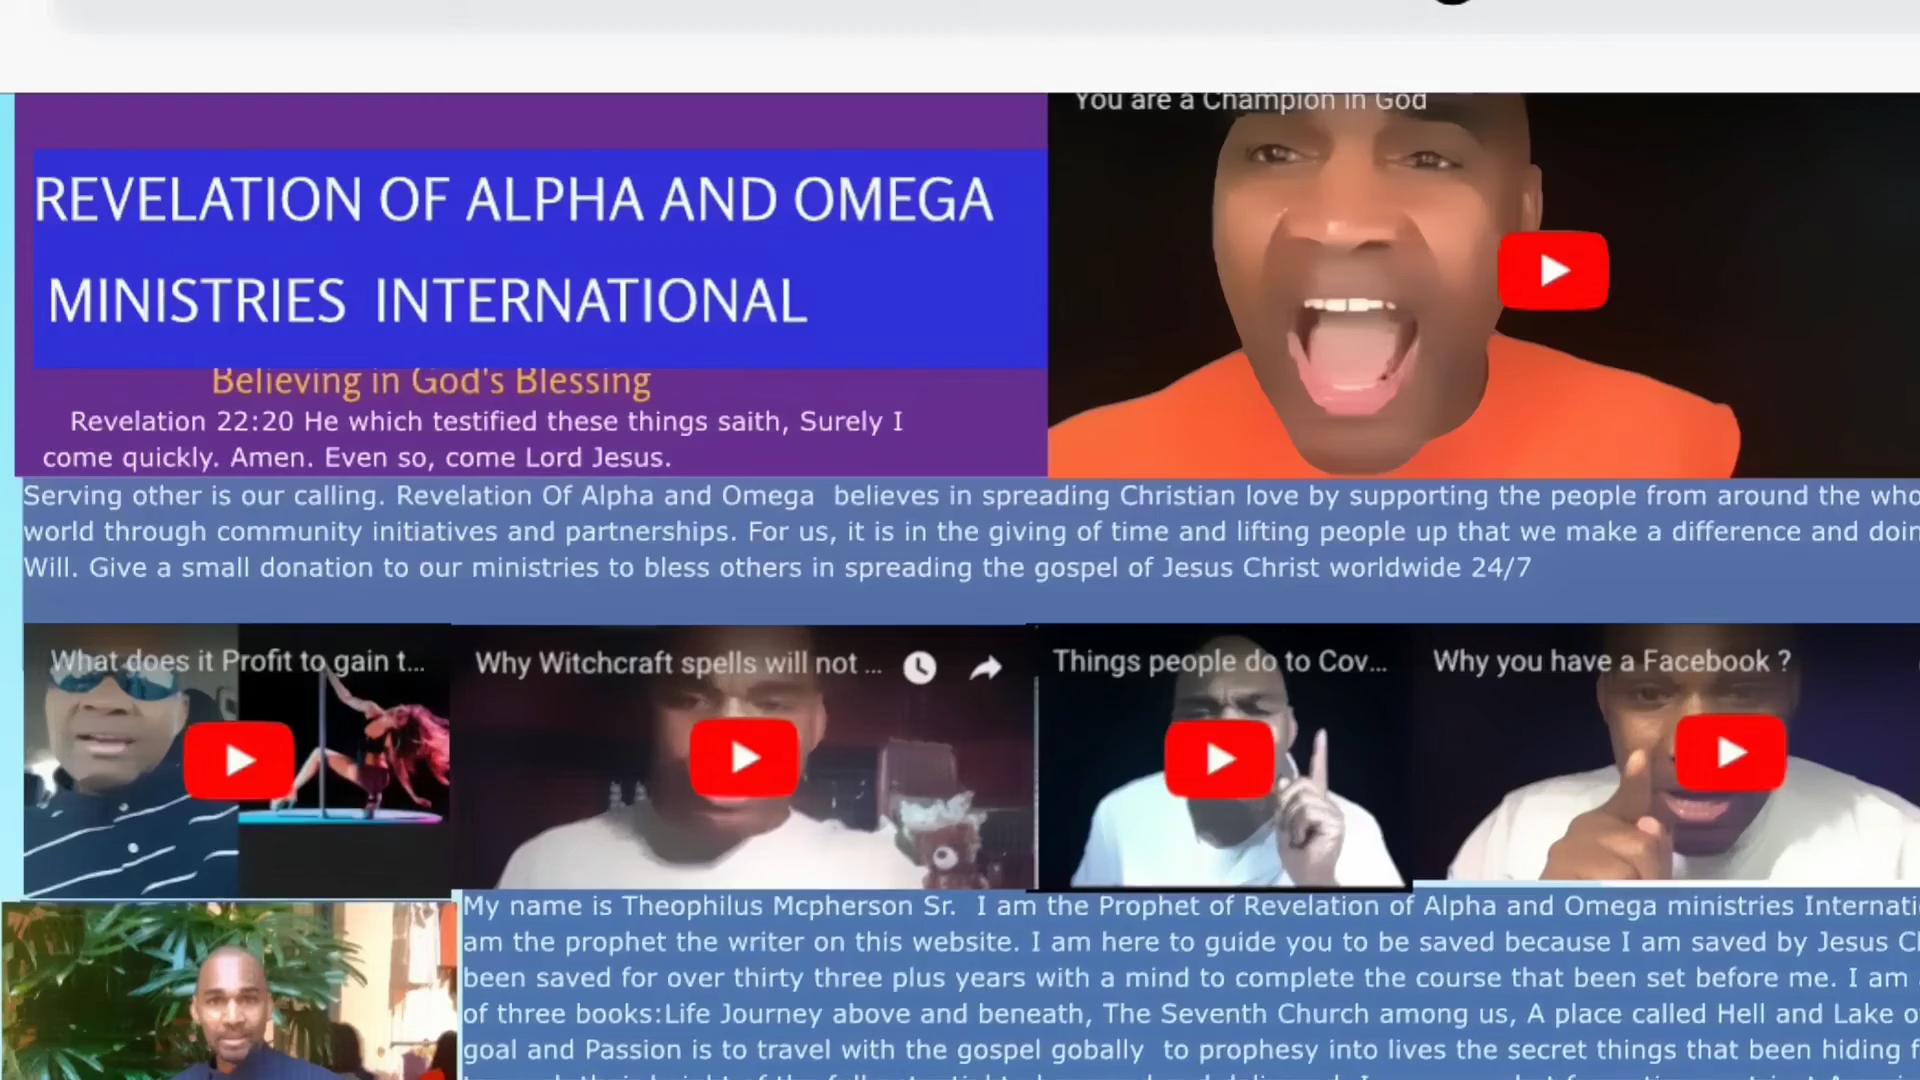 You are a Champion in God
REVELATION OF ALPHA AND OMEGA
MINISTRIES INTERNATIONAL
Believing in God's Blessing
Revelation 22:20 He which testified these things saith, Surely I
come quickly. Amen. Even so, come Lord Jesus.
Serving other is our calling. Revelation Of Alpha and Omega believes in spreading Christian love by supporting the people from around the who
world through community initiatives and partnerships. For us, it is in the giving of time and lifting people up that we make a difference and doin
Will. Give a small donation to our ministries to bless others in spreading the gospel of Jesus Christ worldwide 24/7
What does it Profit to gain t...
Why Witchcraft spells will not ...
Things people do to Cov...
Why you have a Facebook ?
My name is Theophilus Mcpherson Sr. I am the Prophet of Revelation of Alpha and Omega ministries Internati
am the prophet the writer on this website. I am here to guide you to be saved because I am saved by Jesus C
been saved for over thirty three plus years with a mind to complete the course that been set before me. I am
of three books:Life Journey above and beneath, The Seventh Church among us, A place called Hell and Lake o
goal and Passion is to travel with the gospel gobally to prophesy into lives the secret things that been hiding f